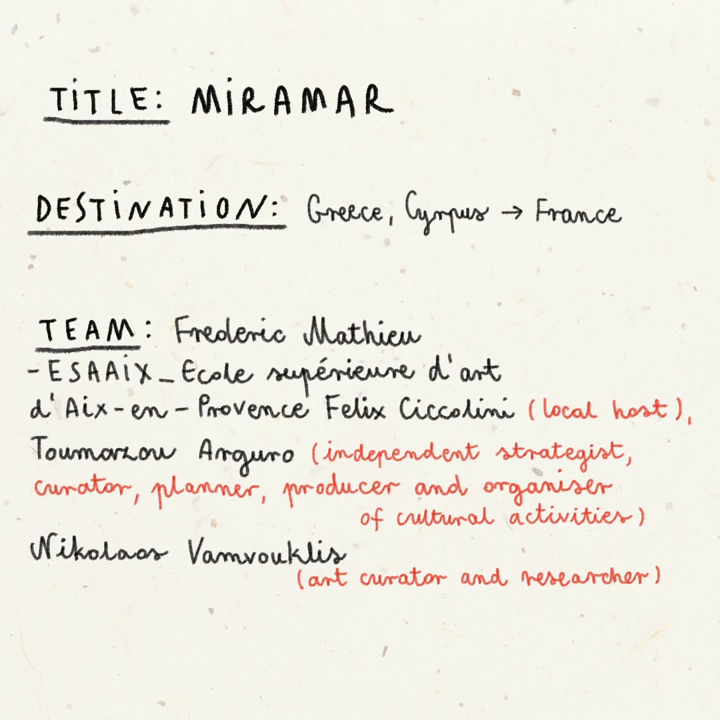 TITLE: MIRAMAR
DESTINATION: Greece, Cyrpus → France
TEAM: Frederic Mathieu
- ESAAIX_Ecole supérieure d'art
d'Aix-en-Provence Felix Ciccolini (local host),
Toumazou Arguro (independent strategist,
curator, planner, producer and organiser
of cultural activities)
Nikolaos Vamvouklis
(art curator and researcher)